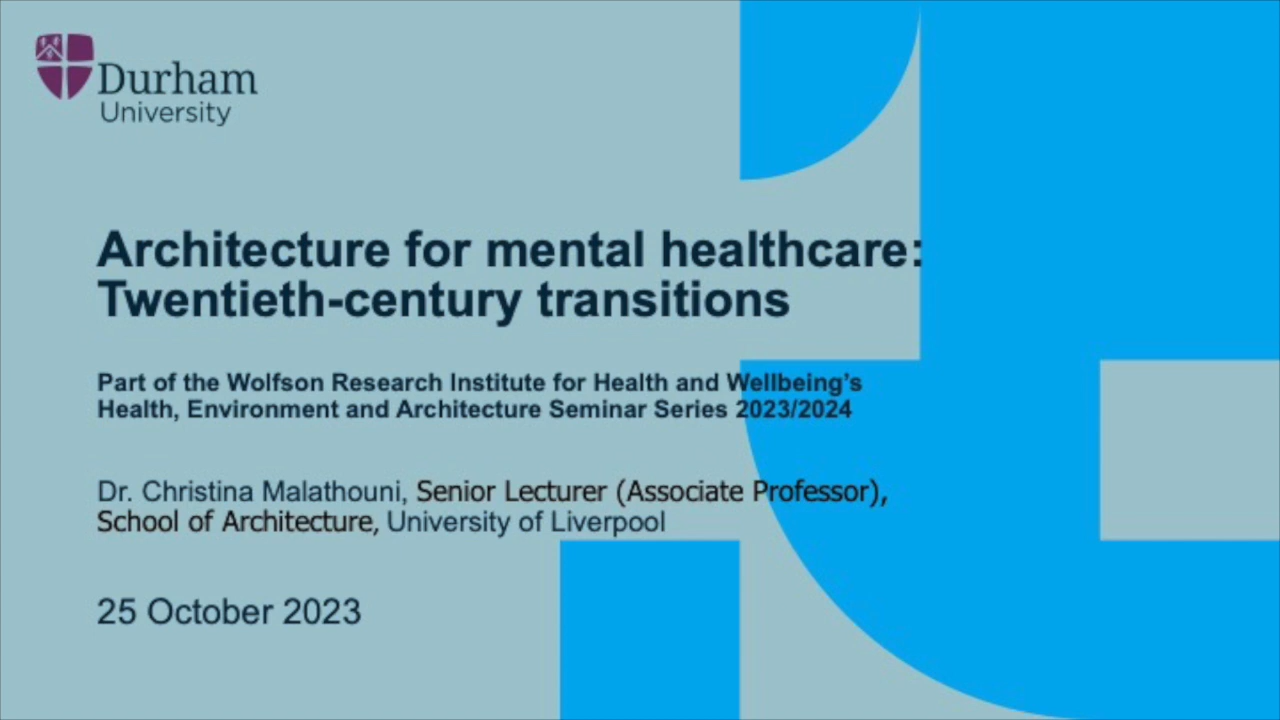 Durham
University
Architecture for mental healthcare:
Twentieth-century transitions
Part of the Wolfson Research Institute for Health and Wellbeing's
Health, Environment and Architecture Seminar Series 2023/2024
Dr. Christina Malathouni, Senior Lecturer (Associate Professor),
School of Architecture, University of Liverpool
25 October 2023